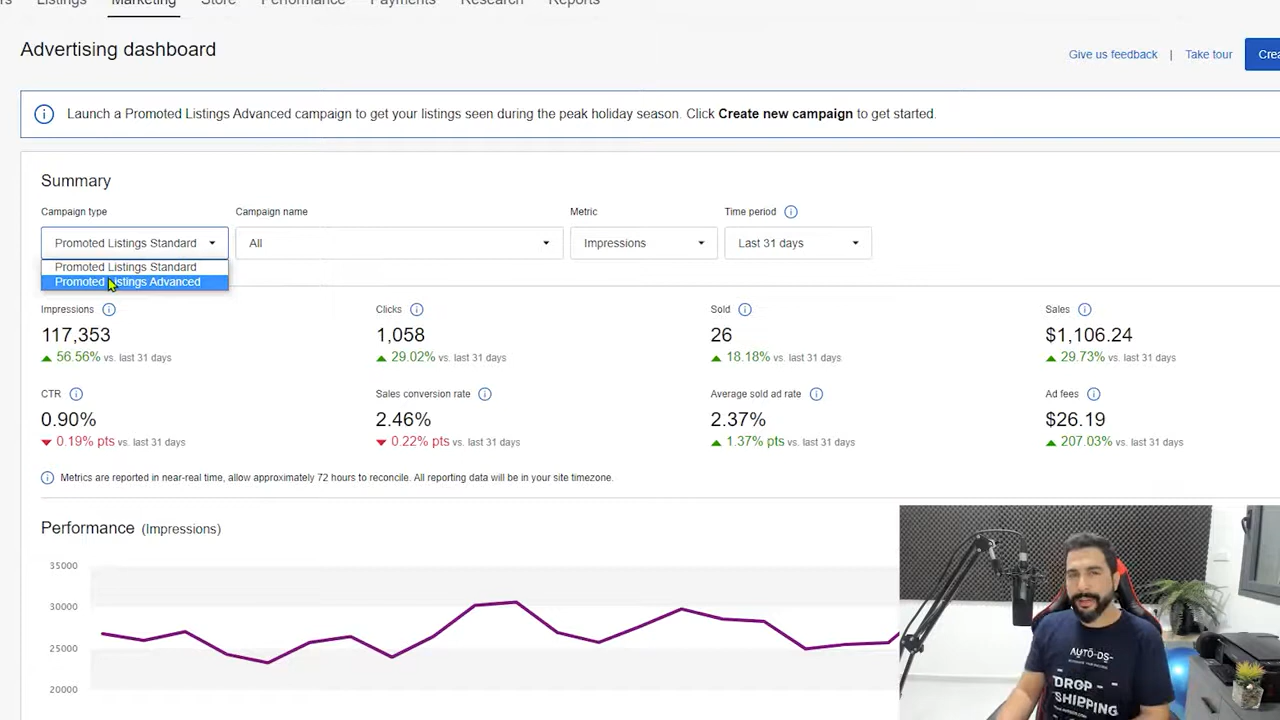 Listings Marketing Store Performance Payments Research Reports
Advertising dashboard
Give us feedback | Take tour
Launch a Promoted Listings Advanced campaign to get your listings seen during the peak holiday season. Click Create new campaign to get started.
Summary
Campaign type Campaign name Metric Time period
Promoted Listings Standard All Impressions Last 31 days
Promoted Listings Standard
Promoted Listings Advanced
Impressions Clicks Sold Sales
117,353 1,058 26 $1,106.24
56.56% vs. last 31 days 29.02% vs. last 31 days 18.18% vs. last 31 days 29.73% vs. last 31 days
CTR Sales conversion rate Average sold ad rate Ad fees
0.90% 2.46% 2.37% $26.19
0.19% pts vs. last 31 days 0.22% pts vs. last 31 days 1.37% pts vs. last 31 days 207.03% vs. last 31 days
Metrics are reported in near-real time, allow approximately 72 hours to reconcile. All reporting data will be in your site timezone.
Performance (Impressions)
35000
30000
25000
20000
AUTO-DS
DROP
SHIPPING